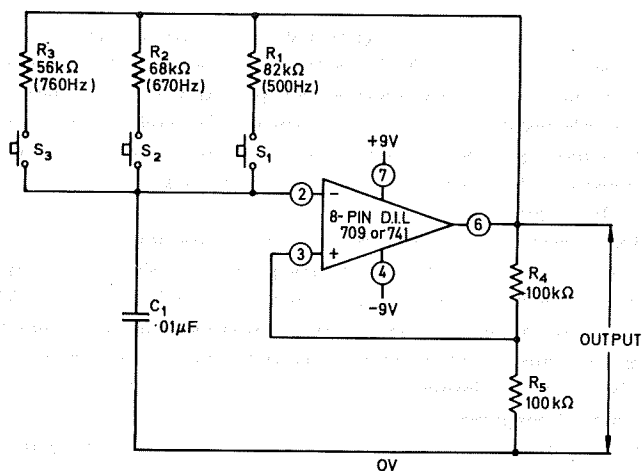 R3
56kΩ
(760Hz)
R2
68kΩ
(670Hz)
R1
82kΩ
(500Hz)
S3
S2
S1
+9V
7
2
-
8-PIN D.I.L
709 or 741
6
3
+
4
-9V
R4
100kΩ
C1
·01µF
OUTPUT
R5
100kΩ
0V